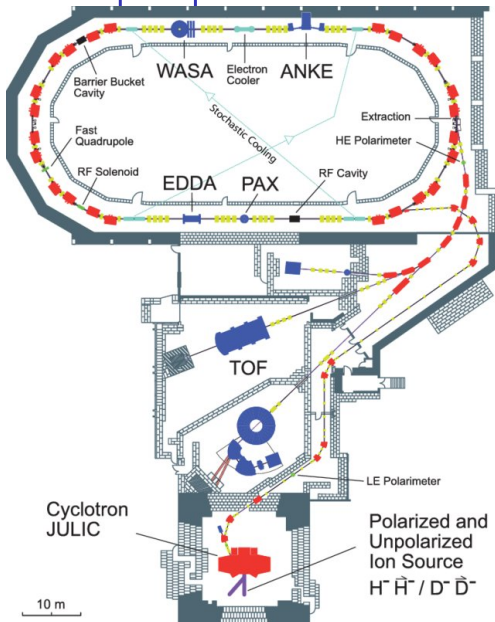 WASA
Electron
Cooler
ANKE
Barrier Bucket
Cavity
Extraction
Fast
Quadrupole
Stochastic Cooling
HE Polarimeter
RF Solenoid
EDDA
PAX
RF Cavity
TOF
LE Polarimeter
Cyclotron
JULIC
Polarized and
Unpolarized
Ion Source
H⁻ H⃗⁻ / D⁻ D⃗⁻
10 m